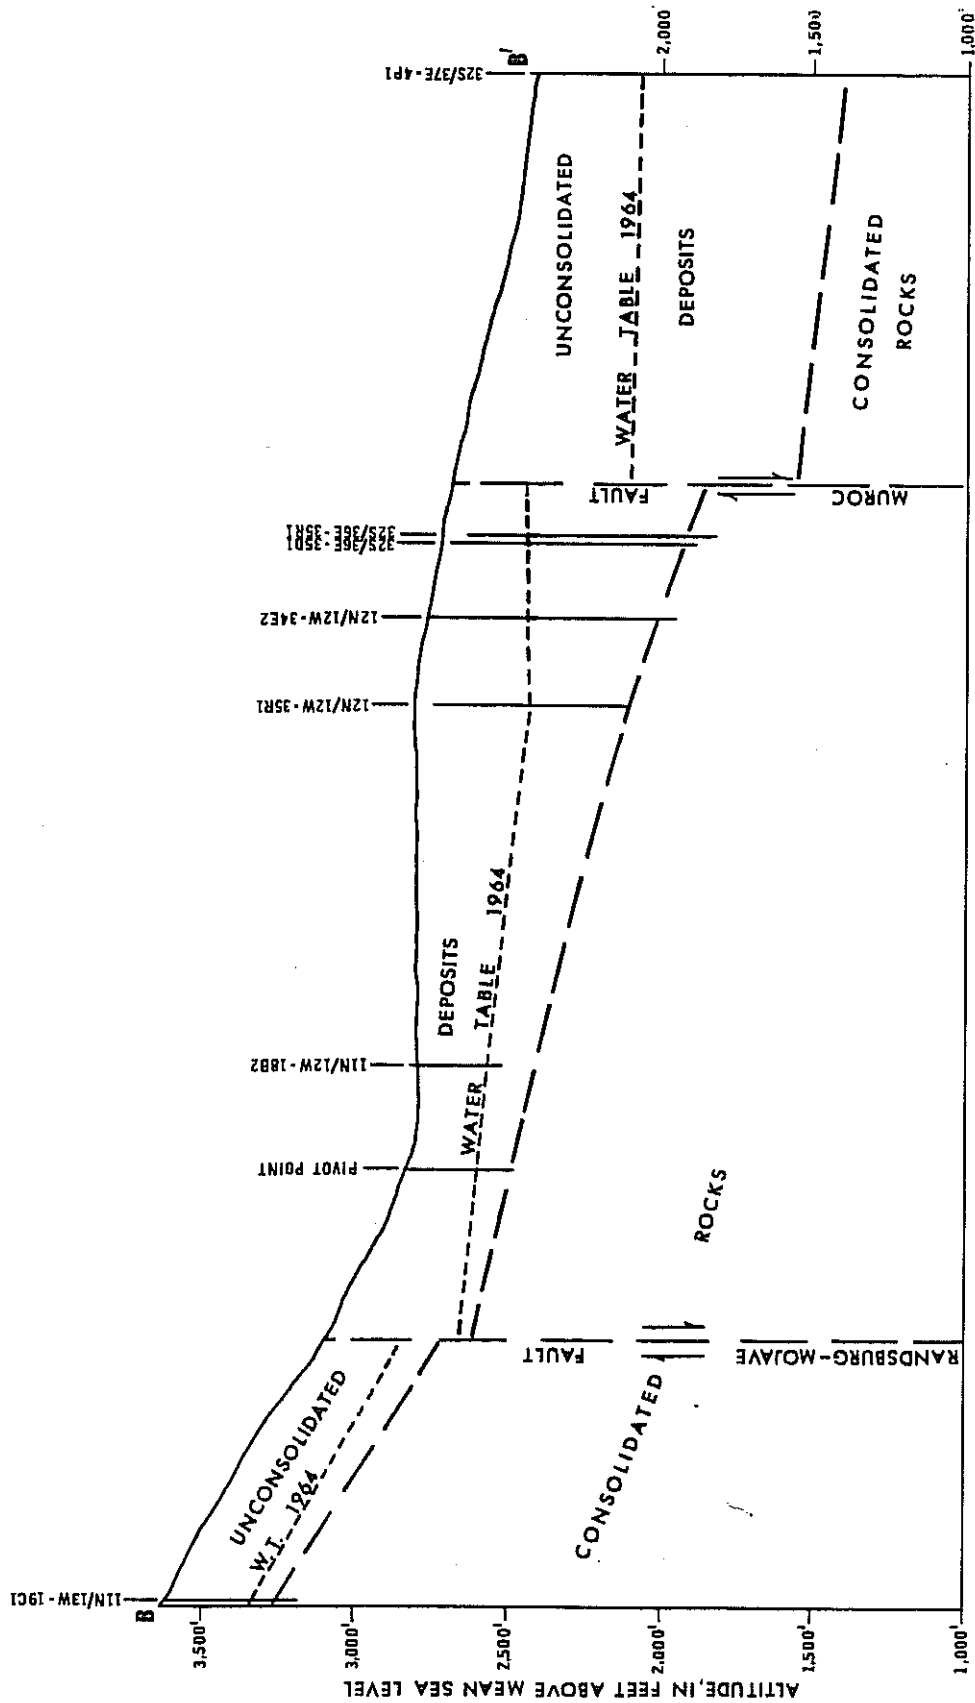 11N/13W-19C1
PIVOT POINT
11N/12W-18B2
12N/12W-35R1
12N/12W-34E2
32S/36E-35D1
32S/36E-35R1
32S/37E-4P1
B
B'
UNCONSOLIDATED
DEPOSITS
W.T. 1964
WATER TABLE 1964
CONSOLIDATED
ROCKS
RANDSBURG-MOJAVE
FAULT
UNCONSOLIDATED
DEPOSITS
WATER TABLE 1964
CONSOLIDATED
ROCKS
MUROC
FAULT
ALTITUDE, IN FEET ABOVE MEAN SEA LEVEL
3,500'
3,000'
2,500'
2,000'
1,500'
1,000'
2,000'
1,500'
1,000'